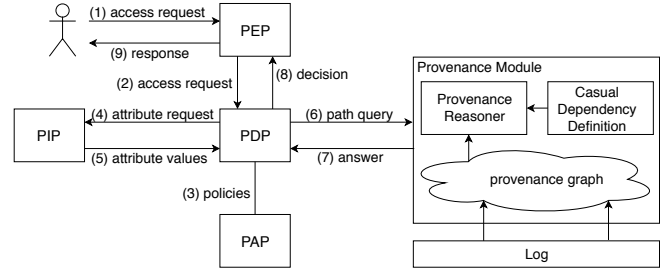 (1) access request
PEP
(9) response
(2) access request
(8) decision
Provenance Module
Provenance
Reasoner
Casual
Dependency
Definition
(4) attribute request
(6) path query
PIP
PDP
(5) attribute values
(7) answer
provenance graph
(3) policies
PAP
Log